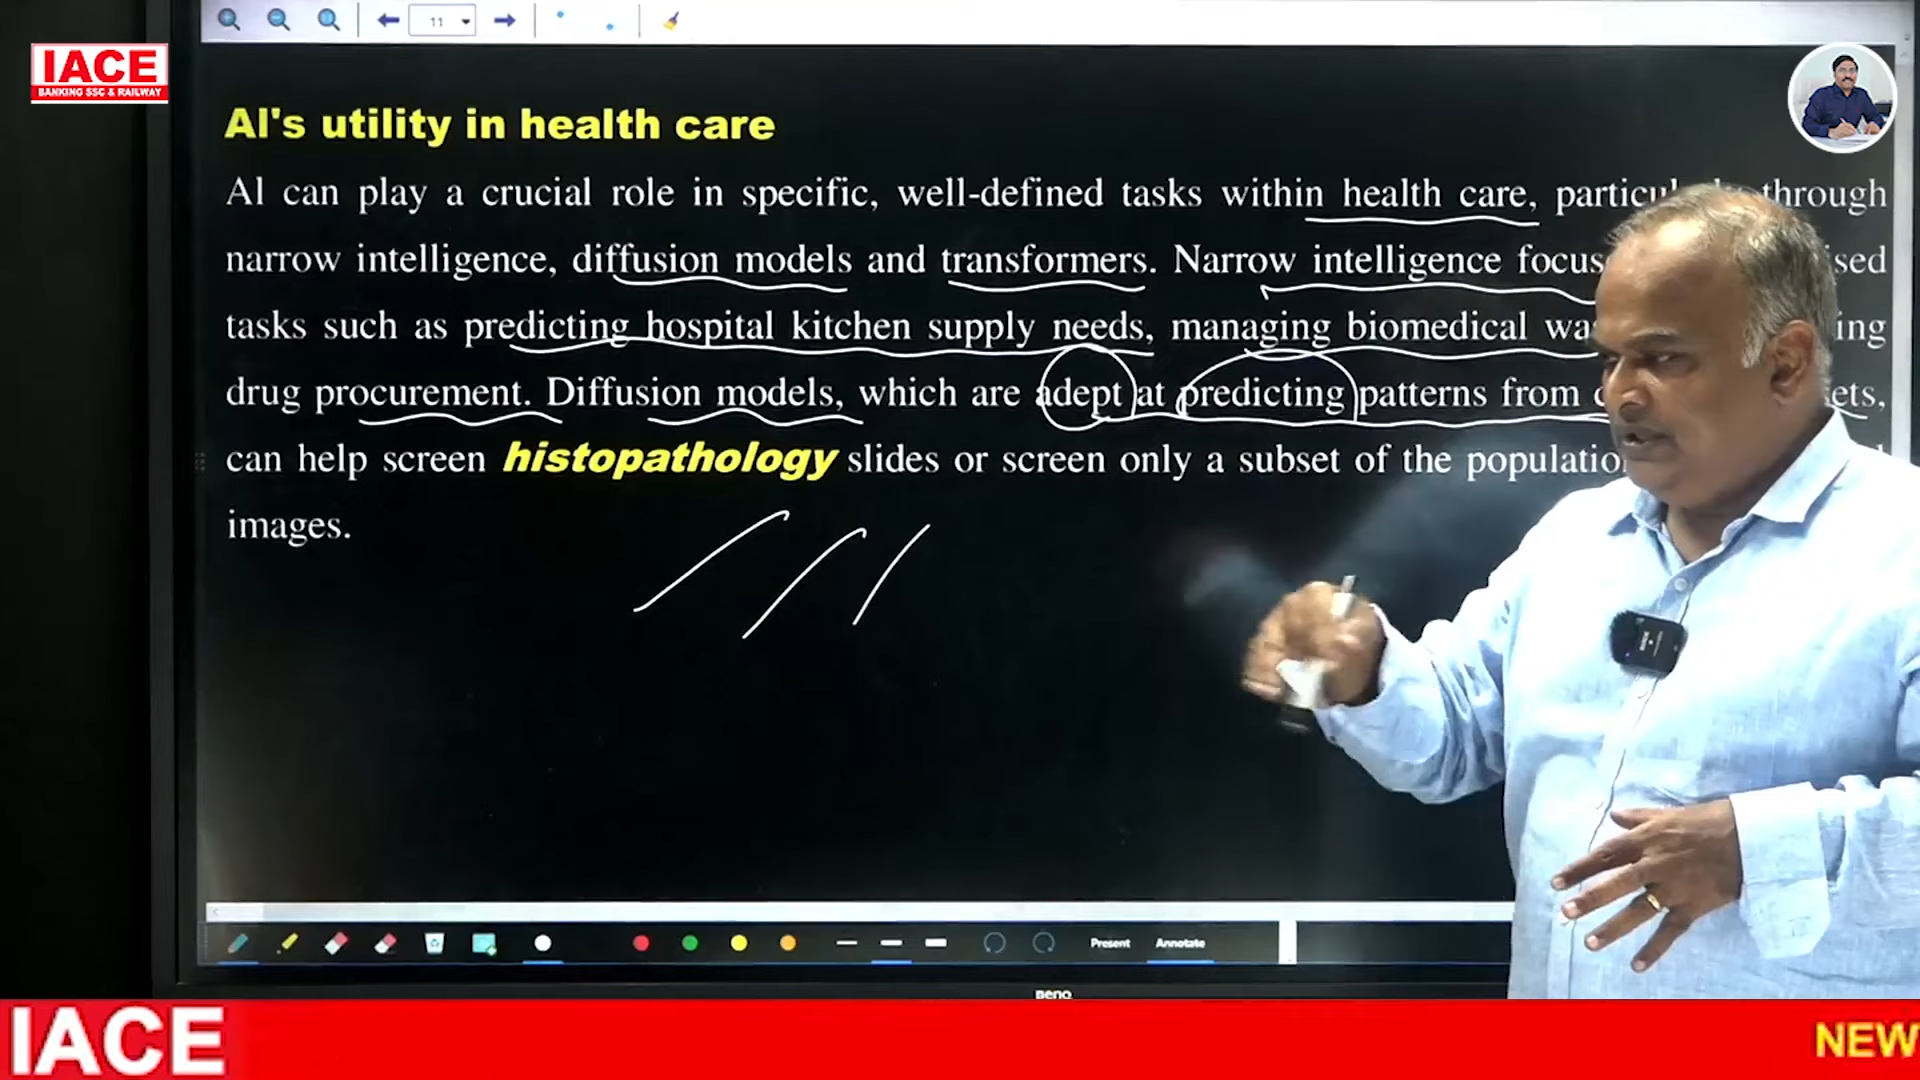 11
IACE
BANKING SSC & RAILWAY
AI's utility in health care
AI can play a crucial role in specific, well-defined tasks within health care, through
narrow intelligence, diffusion models and transformers. Narrow intelligence
tasks such as predicting hospital kitchen supply needs, managing biomedical
drug procurement. Diffusion models, which are adept at predicting patterns from
can help screen histopathology slides or screen only a subset of the
images.
Present Annotate
BenQ
IACE
NEW